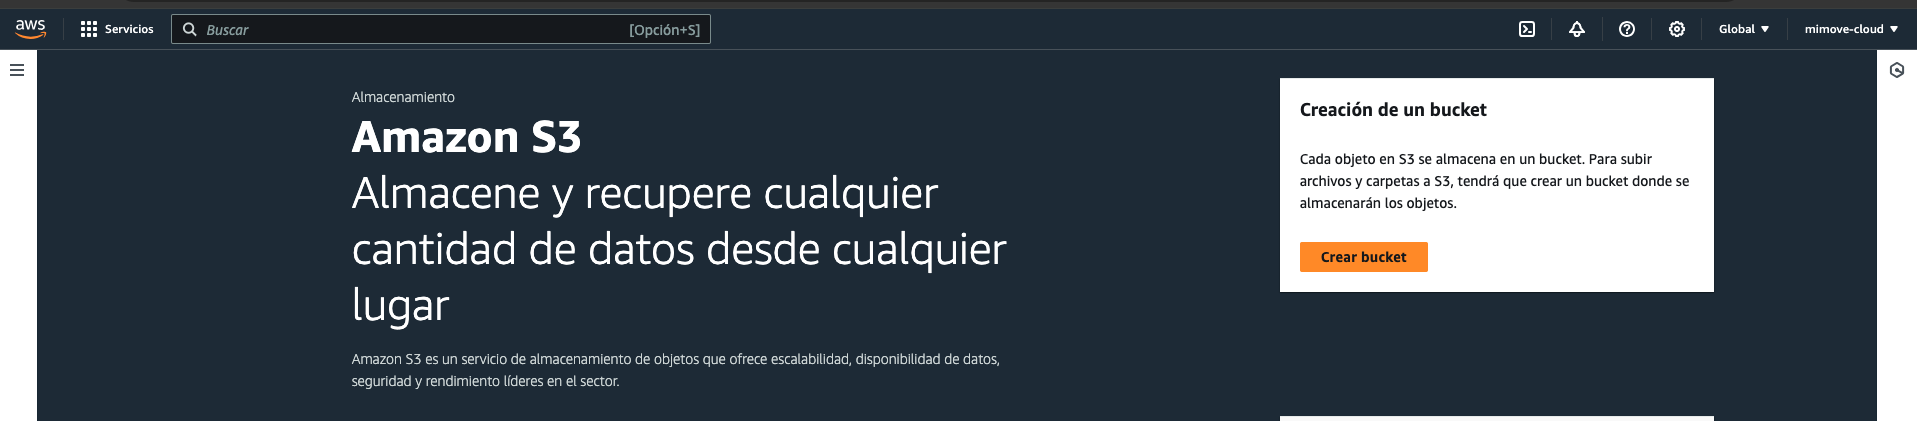 aws
Servicios
Buscar
[Opción+S]
Global
mimove-cloud
Almacenamiento
Amazon S3
Almacene y recupere cualquier
cantidad de datos desde cualquier
lugar
Amazon S3 es un servicio de almacenamiento de objetos que ofrece escalabilidad, disponibilidad de datos,
seguridad y rendimiento líderes en el sector.
Creación de un bucket
Cada objeto en S3 se almacena en un bucket. Para subir
archivos y carpetas a S3, tendrá que crear un bucket donde se
almacenarán los objetos.
Crear bucket